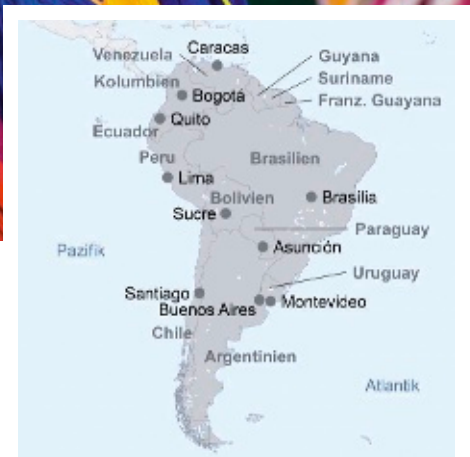 Caracas
Venezuela
Guyana
Kolumbien
Suriname
Bogotá
Franz. Guayana
Quito
Ecuador
Peru
Brasilien
Lima
Bolivien
Brasilia
Sucre
Paraguay
Asunción
Pazifik
Uruguay
Santiago
Buenos Aires
Montevideo
Chile
Argentinien
Atlantik